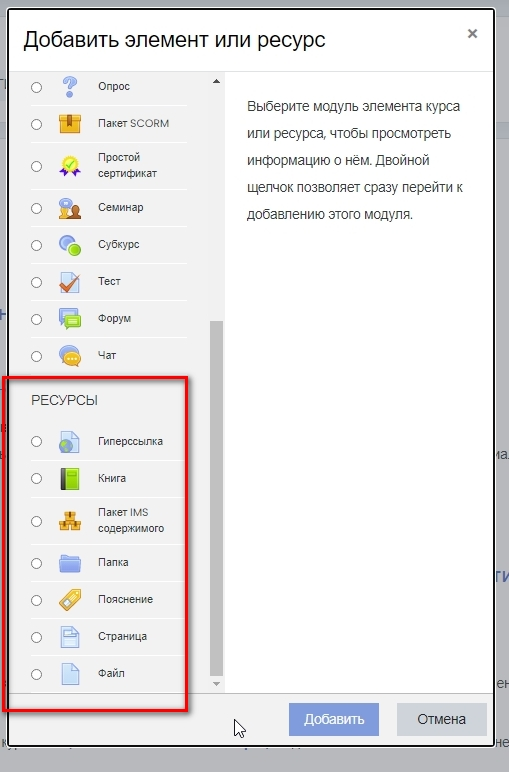 Добавить элемент или ресурс
×
Опрос
Пакет SCORM
Простой
сертификат
Семинар
Субкурс
Тест
Форум
Чат
РЕСУРСЫ
Гиперссылка
Книга
Пакет IMS
содержимого
Папка
Пояснение
Страница
Файл
Выберите модуль элемента курса
или ресурса, чтобы просмотреть
информацию о нём. Двойной
щелчок позволяет сразу перейти к
добавлению этого модуля.
Добавить
Отмена